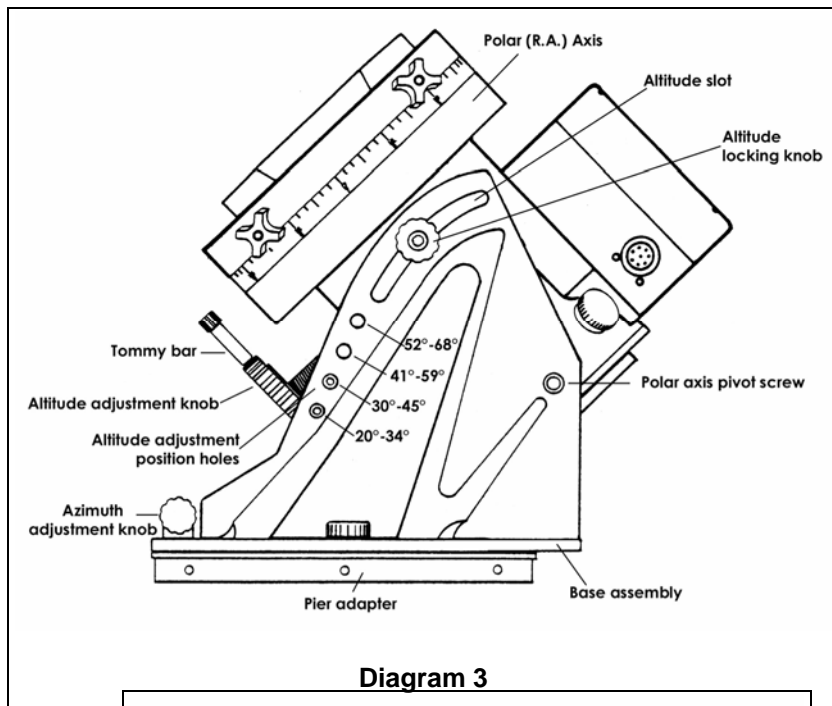 Polar (R.A.) Axis
Altitude slot
Altitude
locking knob
52°-68°
Tommy bar
41°-59°
Polar axis pivot screw
Altitude adjustment knob
30°-45°
Altitude adjustment
position holes
20°-34°
Azimuth
adjustment knob
Base assembly
Pier adapter
Diagram 3